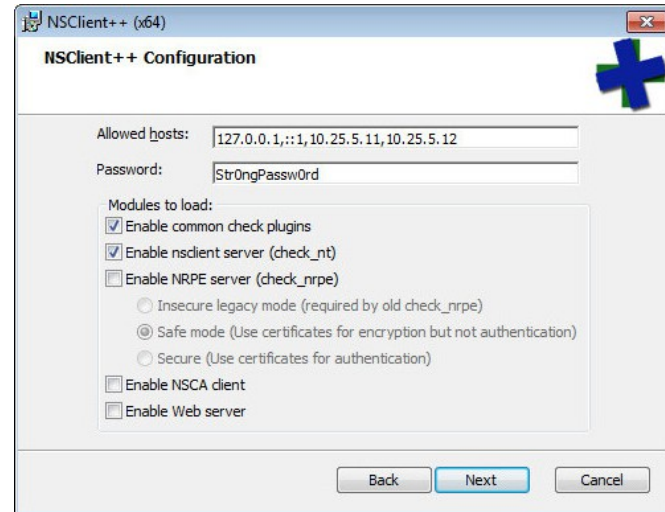 NSClient++ (x64)
NSClient++ Configuration
Allowed hosts: 127.0.0.1,::1,10.25.5.11,10.25.5.12
Password: Str0ngPassw0rd
Modules to load:
Enable common check plugins
Enable nsclient server (check_nt)
Enable NRPE server (check_nrpe)
Insecure legacy mode (required by old check_nrpe)
Safe mode (Use certificates for encryption but not authentication)
Secure (Use certificates for authentication)
Enable NSCA client
Enable Web server
Back Next Cancel